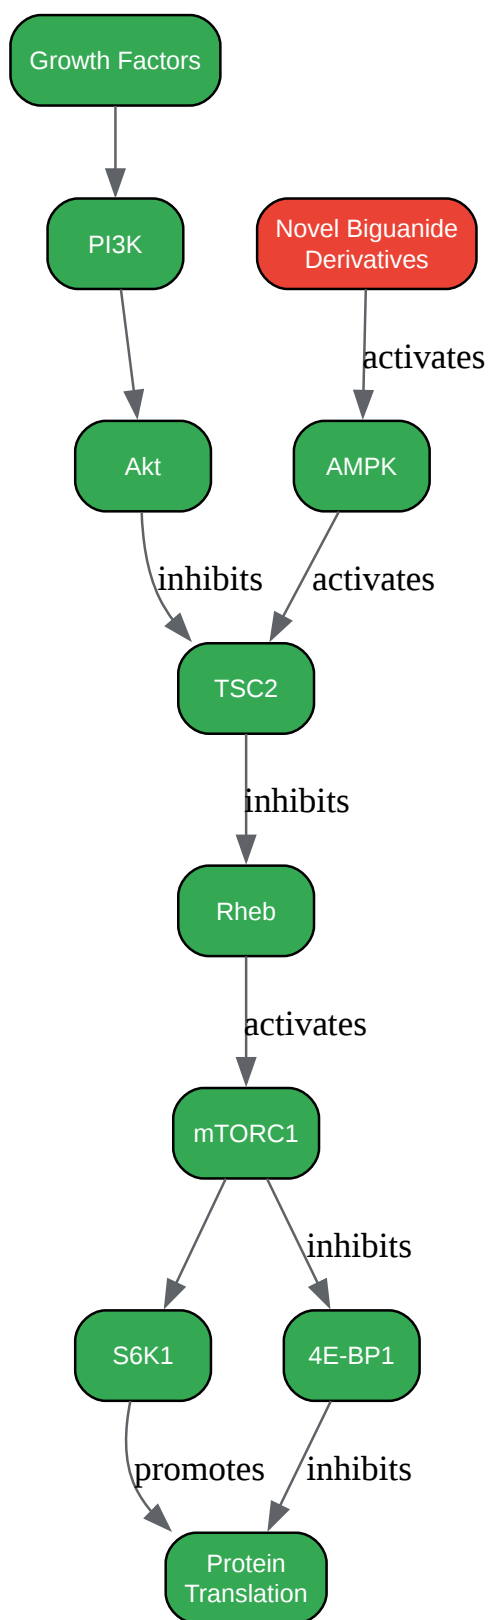 Growth Factors
PI3K
Novel Biguanide
Derivatives
activates
Akt
AMPK
inhibits
activates
TSC2
inhibits
Rheb
activates
mTORC1
inhibits
S6K1
4E-BP1
promotes
inhibits
Protein
Translation